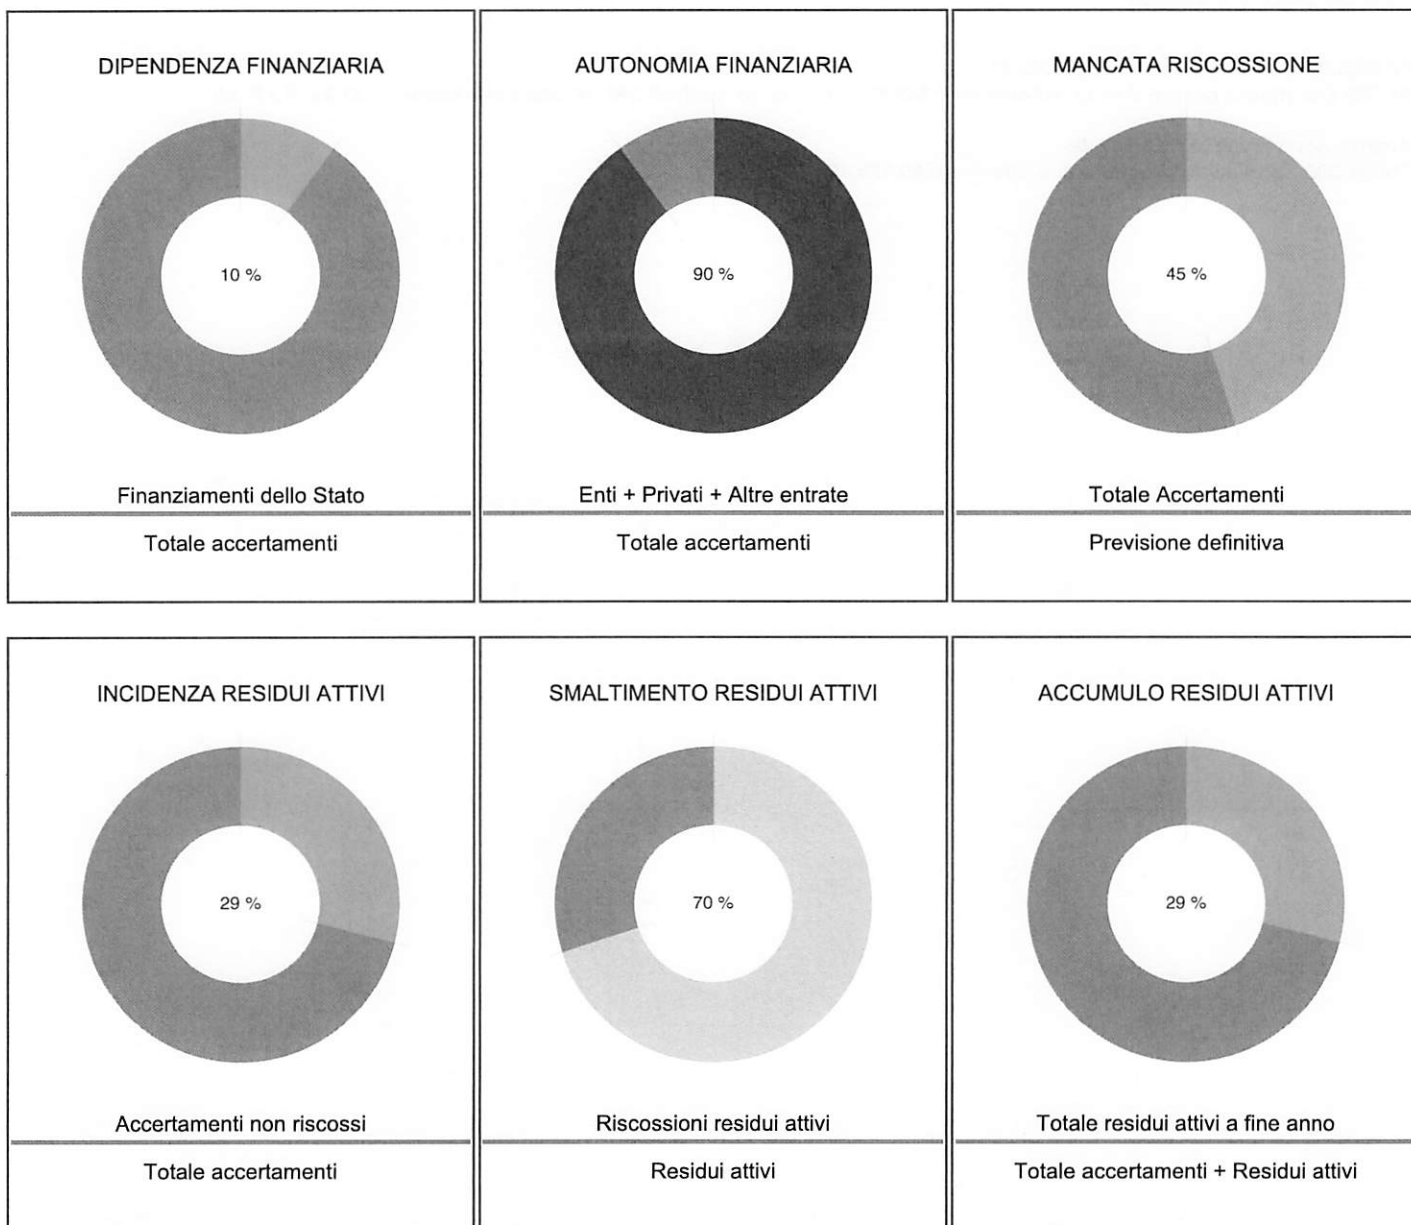 DIPENDENZA FINANZIARIA
10 %
Finanziamenti dello Stato
Totale accertamenti
AUTONOMIA FINANZIARIA
90 %
Enti + Privati + Altre entrate
Totale accertamenti
MANCATA RISCOSSIONE
45 %
Totale Accertamenti
Previsione definitiva
INCIDENZA RESIDUI ATTIVI
29 %
Accertamenti non riscossi
Totale accertamenti
SMALTIMENTO RESIDUI ATTIVI
70 %
Riscossioni residui attivi
Residui attivi
ACCUMULO RESIDUI ATTIVI
29 %
Totale residui attivi a fine anno
Totale accertamenti + Residui attivi